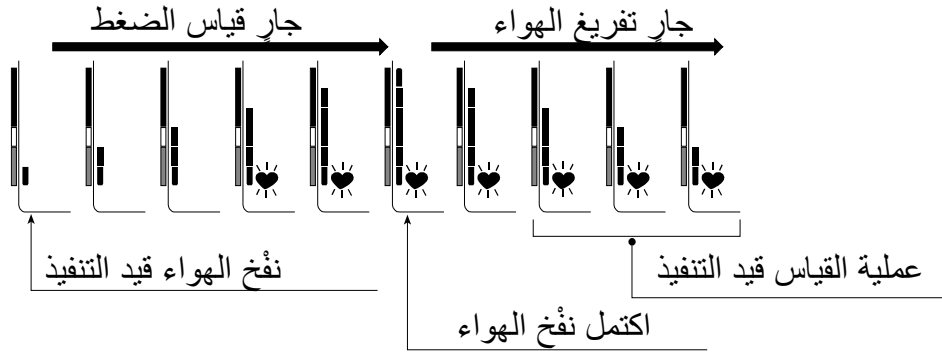 جارٍ قياس الضغط
جارٍ تفريغ الهواء
نفْخ الهواء قيد التنفيذ
عملية القياس قيد التنفيذ
اكتمل نفْخ الهواء